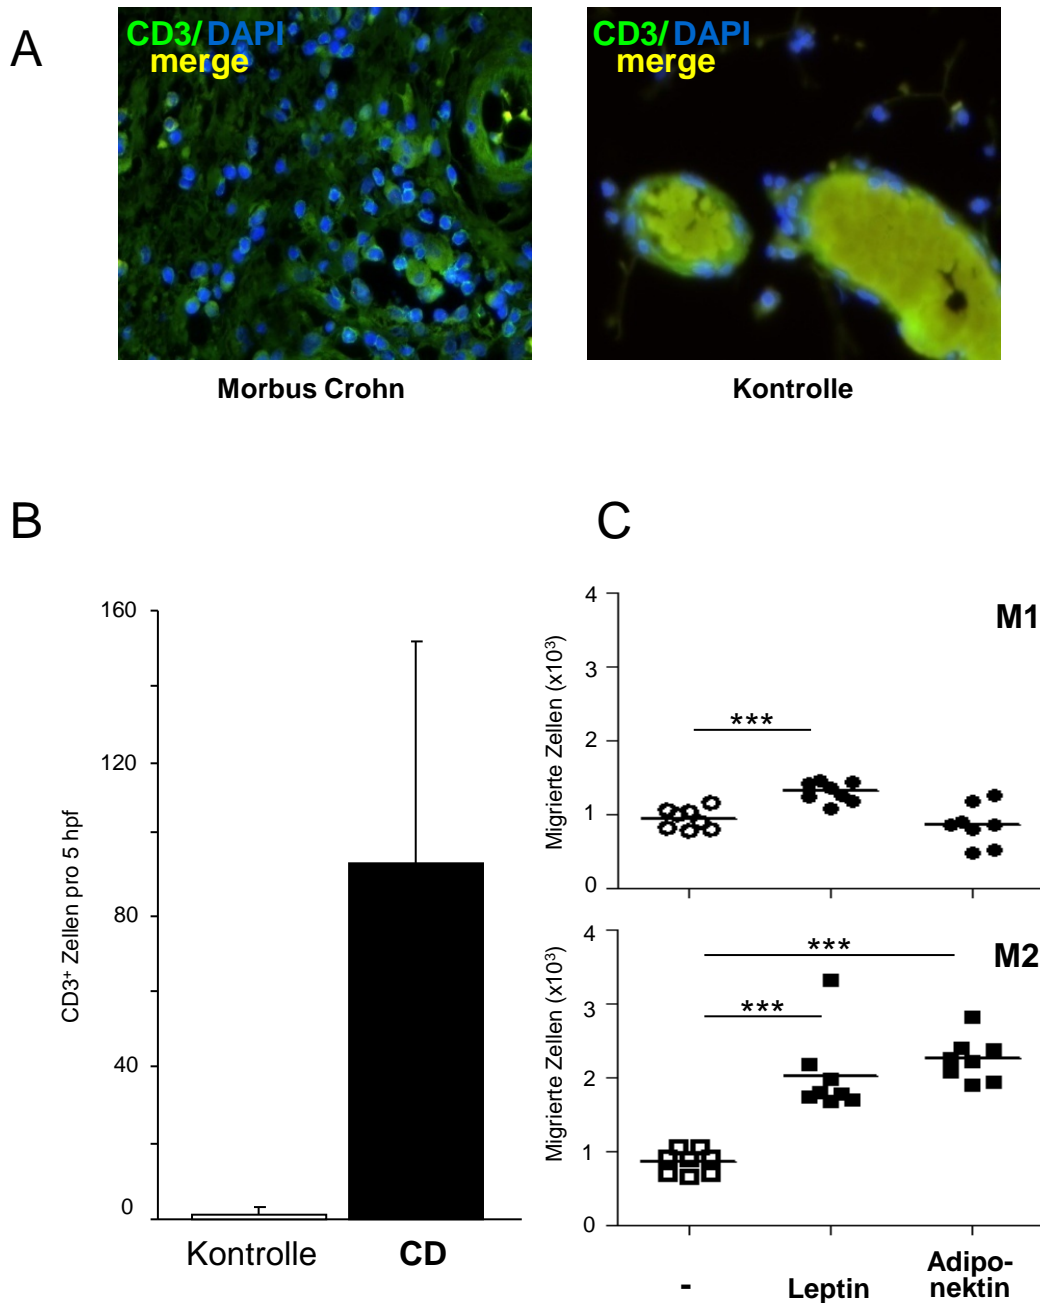 A
CD3/ DAPI
merge
CD3/ DAPI
merge
Morbus Crohn
Kontrolle
B
C
CD3+ Zellen pro 5 hpf
160
120
80
40
0
Kontrolle
CD
Migrierte Zellen (x10³)
4
3
2
1
0
***
M1
Migrierte Zellen (x10³)
4
3
2
1
0
***
***
M2
-
Leptin
Adipo-
nektin